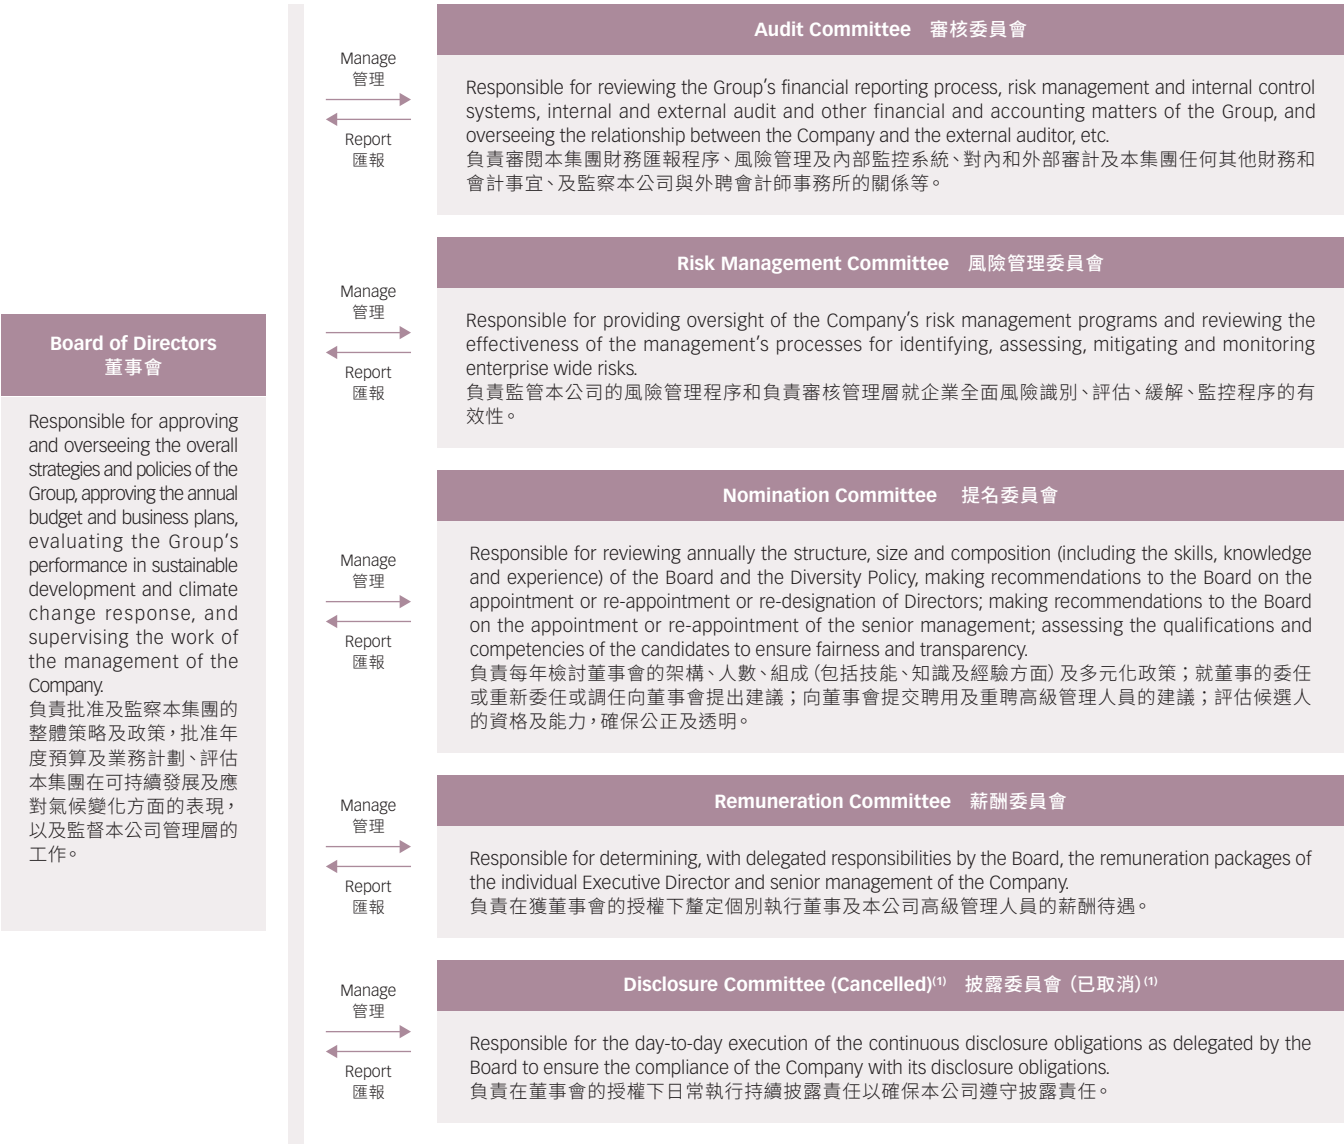 Board of Directors
董事會
Responsible for approving
and overseeing the overall
strategies and policies of the
Group, approving the annual
budget and business plans,
evaluating the Group's
performance in sustainable
development and climate
change response, and
supervising the work of
the management of the
Company.
負責批准及監察本集團的
整體策略及政策，批准年
度預算及業務計劃、評估
本集團在可持續發展及應
對氣候變化方面的表現，
以及監督本公司管理層的
工作。
Manage
管理
Report
匯報
Audit Committee 審核委員會
Responsible for reviewing the Group's financial reporting process, risk management and internal control
systems, internal and external audit and other financial and accounting matters of the Group, and
overseeing the relationship between the Company and the external auditor, etc.
負責審閱本集團財務匯報程序、風險管理及內部監控系統、對內和外部審計及本集團任何其他財務和
會計事宜、及監察本公司與外聘會計師事務所的關係等。
Manage
管理
Report
匯報
Risk Management Committee 風險管理委員會
Responsible for providing oversight of the Company's risk management programs and reviewing the
effectiveness of the management's processes for identifying, assessing, mitigating and monitoring
enterprise wide risks.
負責監管本公司的風險管理程序和負責審核管理層就企業全面風險識別、評估、緩解、監控程序的有
效性。
Manage
管理
Report
匯報
Nomination Committee 提名委員會
Responsible for reviewing annually the structure, size and composition (including the skills, knowledge
and experience) of the Board and the Diversity Policy, making recommendations to the Board on the
appointment or re-appointment or re-designation of Directors; making recommendations to the Board
on the appointment or re-appointment of the senior management; assessing the qualifications and
competencies of the candidates to ensure fairness and transparency.
負責每年檢討董事會的架構、人數、組成（包括技能、知識及經驗方面）及多元化政策；就董事的委任
或重新委任或調任向董事會提出建議；向董事會提交聘用及重聘高級管理人員的建議；評估候選人
的資格及能力，確保公正及透明。
Manage
管理
Report
匯報
Remuneration Committee 薪酬委員會
Responsible for determining, with delegated responsibilities by the Board, the remuneration packages of
the individual Executive Director and senior management of the Company.
負責在獲董事會的授權下釐定個別執行董事及本公司高級管理人員的薪酬待遇。
Manage
管理
Report
匯報
Disclosure Committee (Cancelled)⁽¹⁾ 披露委員會（已取消）⁽¹⁾
Responsible for the day-to-day execution of the continuous disclosure obligations as delegated by the
Board to ensure the compliance of the Company with its disclosure obligations.
負責在董事會的授權下日常執行持續披露責任以確保本公司遵守披露責任。